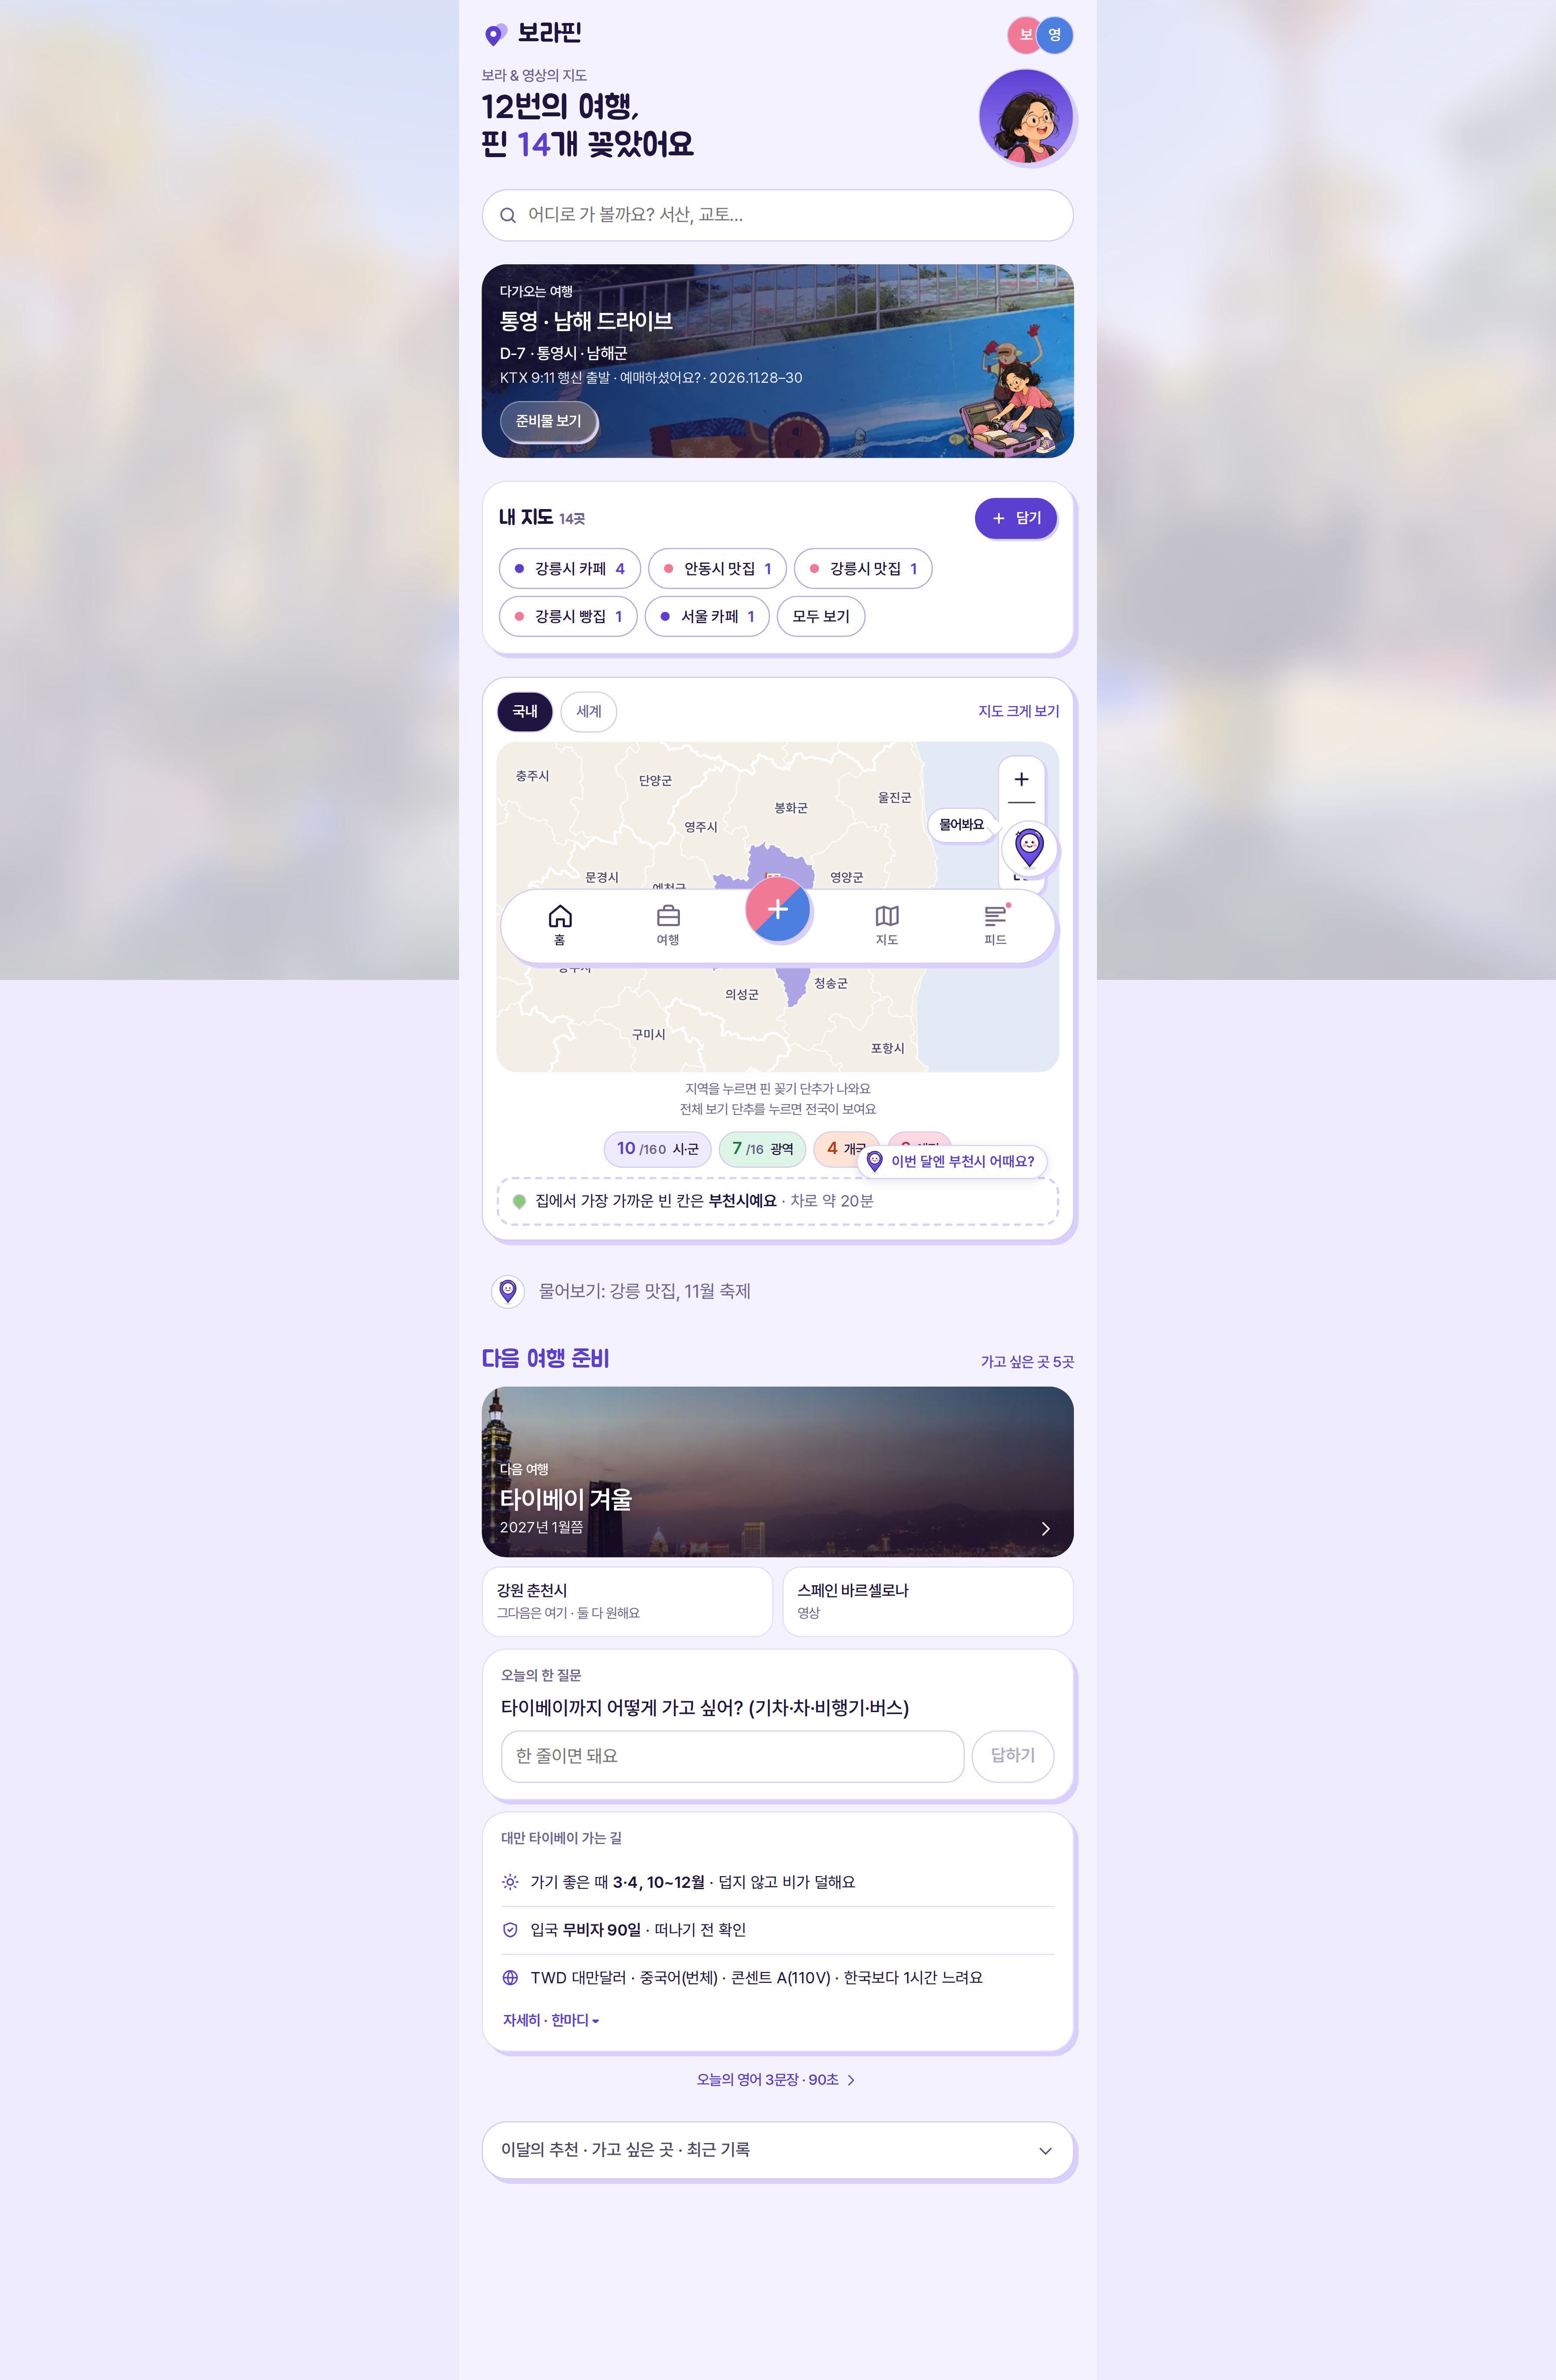 보라핀
보 영
보라 & 영상의 지도
12번의 여행,
핀 14개 꽂았어요
어디로 가 볼까요? 서산, 교토...
다가오는 여행
통영 · 남해 드라이브
D-7 · 통영시 · 남해군
KTX 9:11 행신 출발 · 예매하셨어요? · 2026.11.28–30
준비물 보기
내 지도 14곳
+ 담기
강릉시 카페 4
안동시 맛집 1
강릉시 맛집 1
강릉시 빵집 1
서울 카페 1
모두 보기
국내
세계
지도 크게 보기
충주시
단양군
울진군
봉화군
영주시
물어봐요
문경시
영양군
홈
여행
지도
피드
청송군
의성군
구미시
포항시
지역을 누르면 핀 꽂기 단추가 나와요
전체 보기 단추를 누르면 전국이 보여요
10 /160 시·군
7 /16 광역
4 개국
이번 달엔 부천시 어때요?
집에서 가장 가까운 빈 칸은 부천시예요 · 차로 약 20분
물어보기: 강릉 맛집, 11월 축제
다음 여행 준비
가고 싶은 곳 5곳
다음 여행
타이베이 겨울
2027년 1월쯤
강원 춘천시
그다음은 여기 · 둘 다 원해요
스페인 바르셀로나
영상
오늘의 한 질문
타이베이까지 어떻게 가고 싶어? (기차·차·비행기·버스)
한 줄이면 돼요
답하기
대만 타이베이 가는 길
가기 좋은 때 3·4, 10~12월 · 덥지 않고 비가 덜해요
입국 무비자 90일 · 떠나기 전 확인
TWD 대만달러 · 중국어(번체) · 콘센트 A(110V) · 한국보다 1시간 느려요
자세히 · 한마디
오늘의 영어 3문장 · 90초
이달의 추천 · 가고 싶은 곳 · 최근 기록